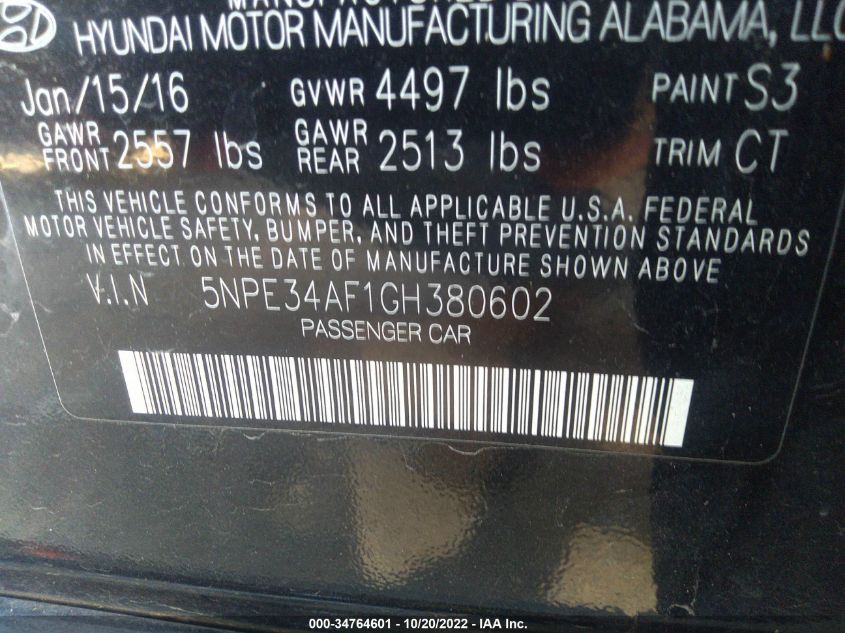 MANUFACTURED B
HYUNDAI MOTOR MANUFACTURING ALABAMA, LLC
Jan/15/16 GVWR 4497 lbs PAINT S3
GAWR FRONT 2557 lbs GAWR REAR 2513 lbs TRIM CT
THIS VEHICLE CONFORMS TO ALL APPLICABLE U.S.A. FEDERAL
MOTOR VEHICLE SAFETY, BUMPER, AND THEFT PREVENTION STANDARDS
IN EFFECT ON THE DATE OF MANUFACTURE SHOWN ABOVE
V.I.N 5NPE34AF1GH380602
PASSENGER CAR
000-34764601 - 10/20/2022 - IAA Inc.